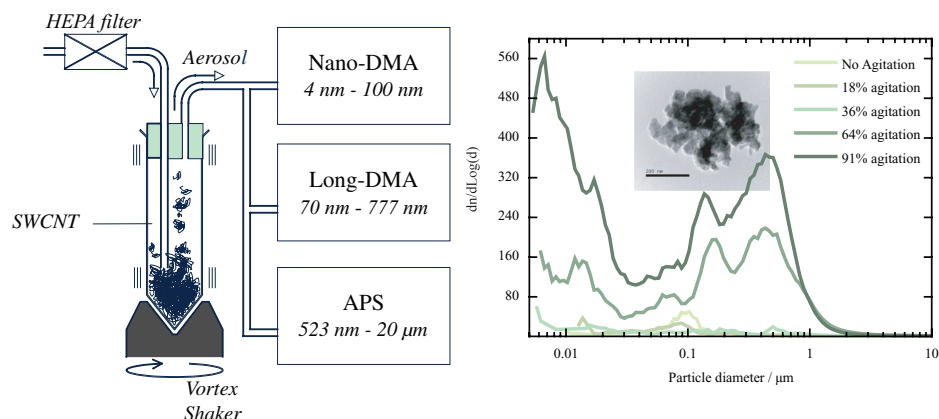 HEPA filter
Aerosol
SWCNT
Vortex
Shaker
Nano-DMA
4 nm - 100 nm
Long-DMA
70 nm - 777 nm
APS
523 nm - 20 μm
dn/dLog(d)
560
480
400
320
240
160
80
0.01
0.1
1
10
Particle diameter / μm
No Agitation
18% agitation
36% agitation
64% agitation
91% agitation
200 nm